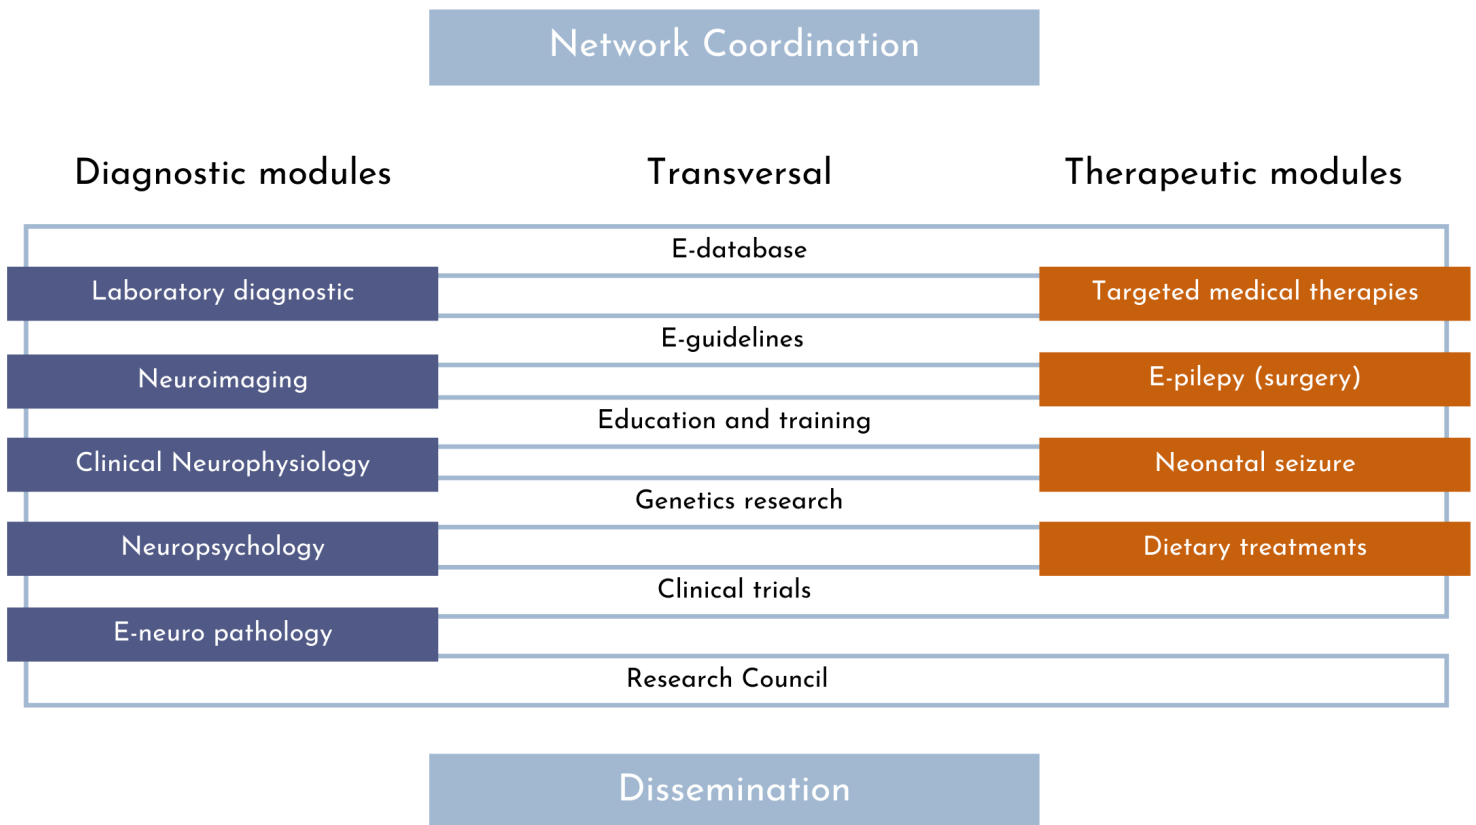 Network Coordination
Diagnostic modules
Transversal
Therapeutic modules
E-database
Laboratory diagnostic
Targeted medical therapies
E-guidelines
Neuroimaging
E-pilepy (surgery)
Education and training
Clinical Neurophysiology
Neonatal seizure
Genetics research
Neuropsychology
Dietary treatments
Clinical trials
E-neuro pathology
Research Council
Dissemination